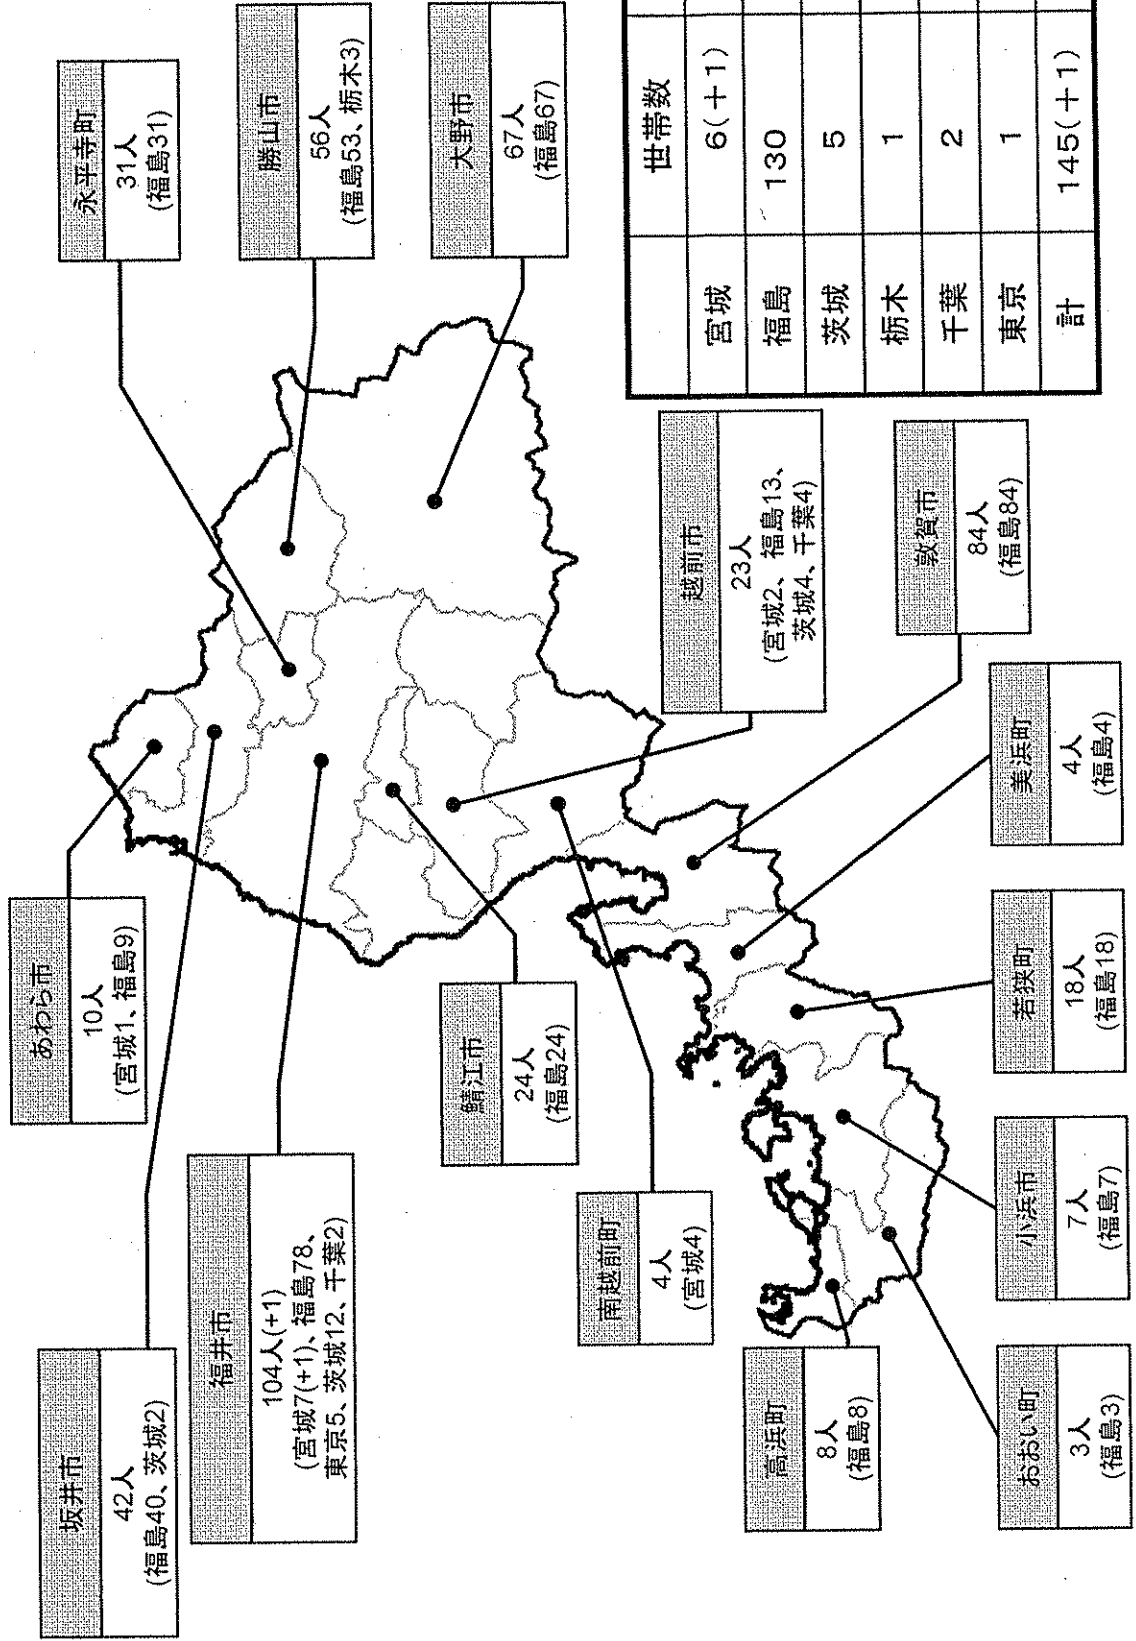 坂井市
42人
(福島40、茨城2)
あわら市
10人
(宮城1、福島9)
永平寺町
31人
(福島31)
勝山市
56人
(福島53、栃木3)
大野市
67人
(福島67)
福井市
104人(+1)
(宮城7(+1)、福島78、
東京5、茨城12、千葉2)
鯖江市
24人
(福島24)
南越前町
4人
(宮城4)
越前市
23人
(宮城2、福島13、
茨城4、千葉4)
敦賀市
84人
(福島84)
美浜町
4人
(福島4)
若狭町
18人
(福島18)
小浜市
7人
(福島7)
高浜町
8人
(福島8)
おおい町
3人
(福島3)
世帯数
宮城 6(+1)
福島 130
茨城 5
栃木 1
千葉 2
東京 1
計 145(+1)